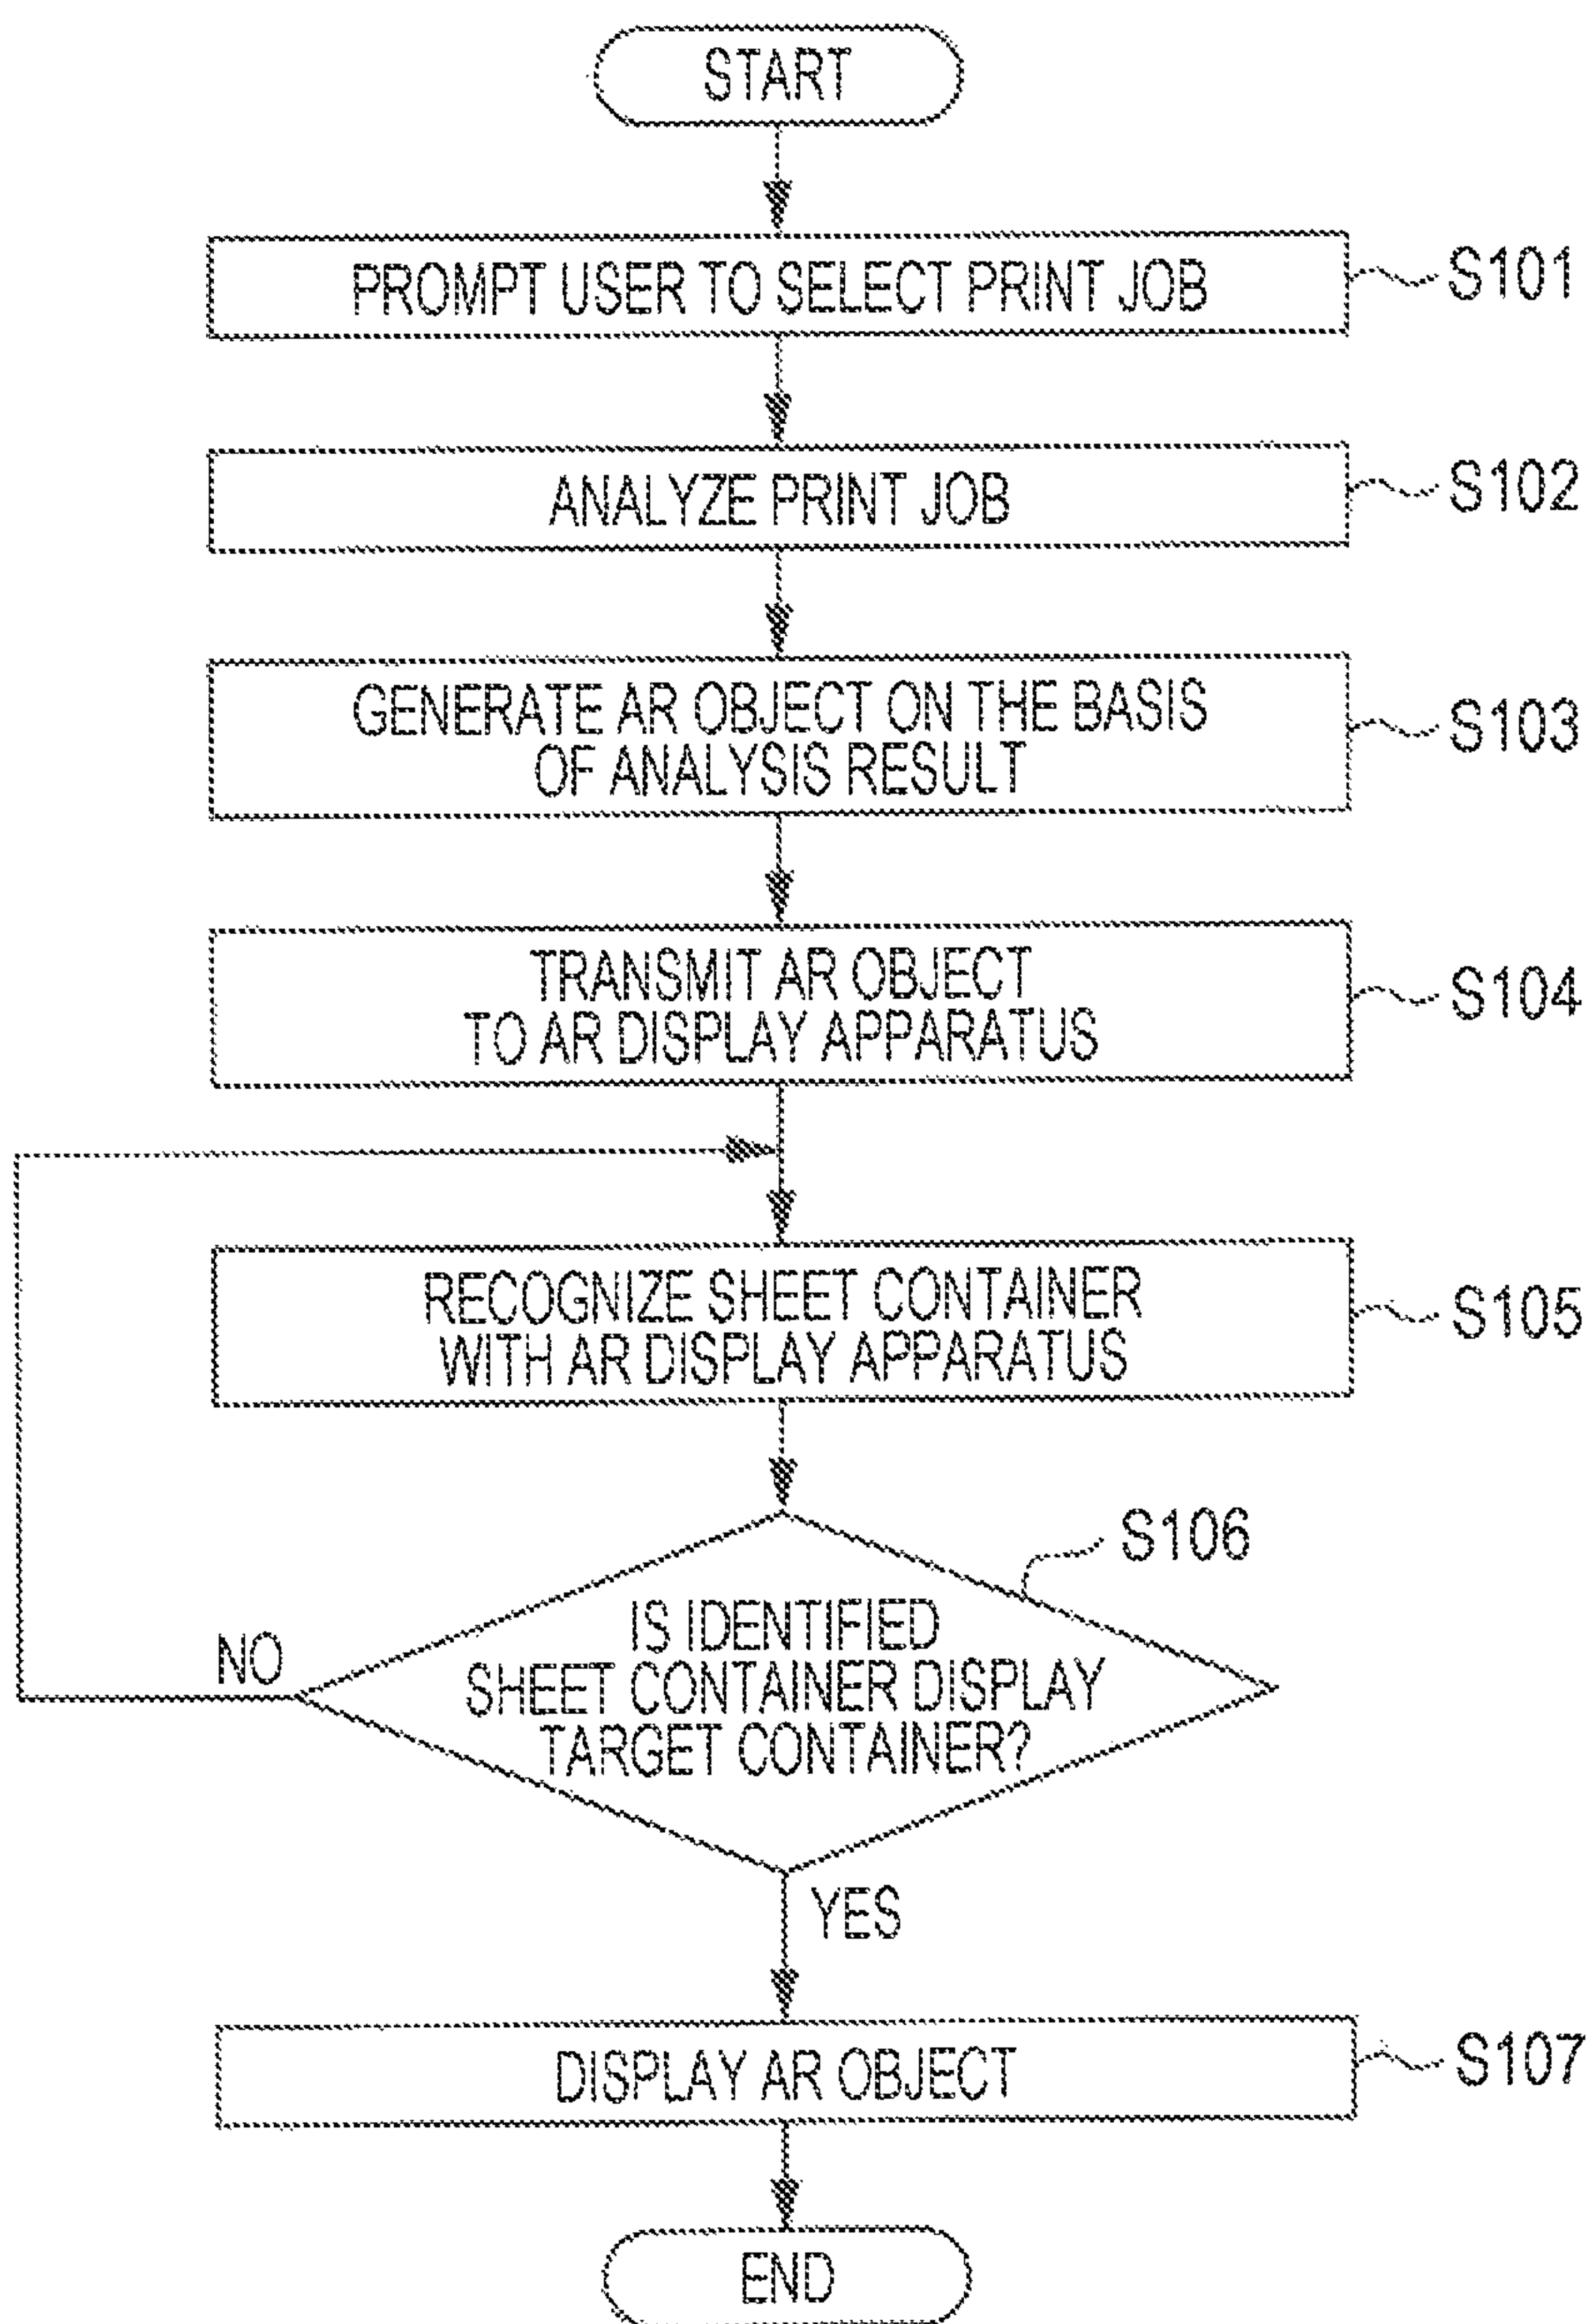 START
PROMPT USER TO SELECT PRINT JOB
S101
ANALYZE PRINT JOB
S102
GENERATE AR OBJECT ON THE BASIS
OF ANALYSIS RESULT
S103
TRANSMIT AR OBJECT
TO AR DISPLAY APPARATUS
S104
RECOGNIZE SHEET CONTAINER
WITH AR DISPLAY APPARATUS
S105
S106
IS IDENTIFIED
SHEET CONTAINER DISPLAY
TARGET CONTAINER?
NO
YES
DISPLAY AR OBJECT
S107
END